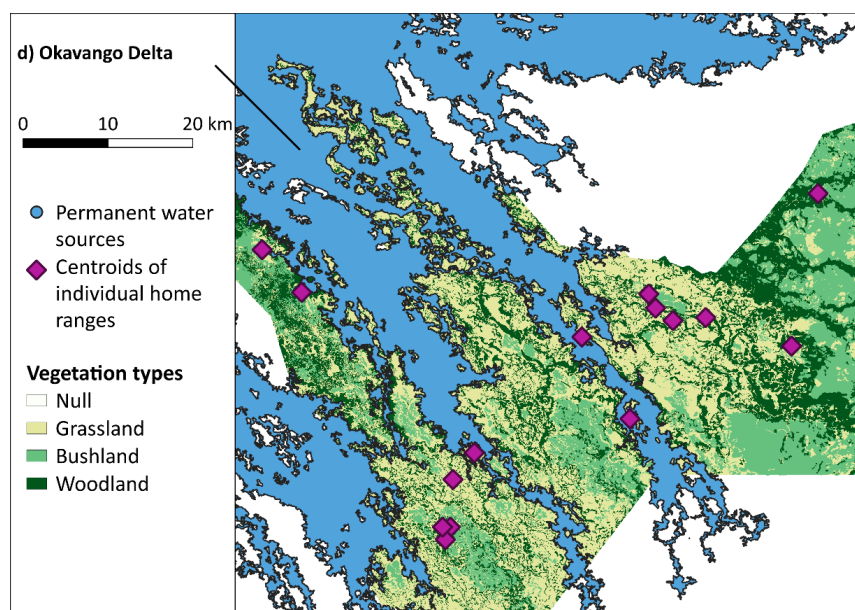 d) Okavango Delta
0 10 20 km
Permanent water
sources
Centroids of
individual home
ranges
Vegetation types
Null
Grassland
Bushland
Woodland